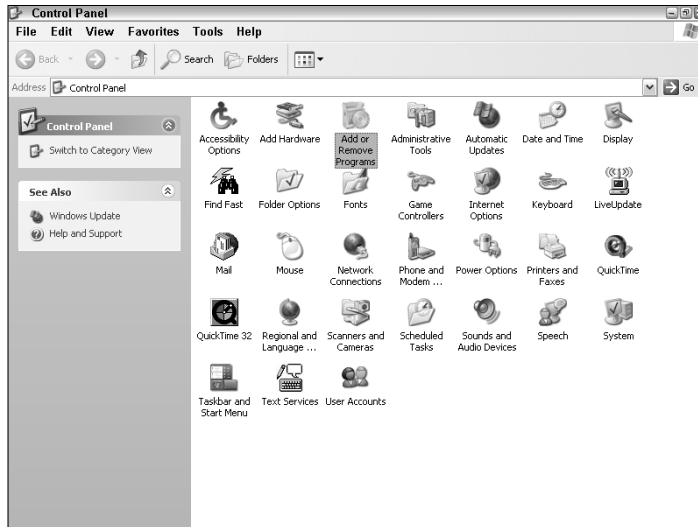 Control Panel
File Edit View Favorites Tools Help
Back Search Folders
Address Control Panel Go
Control Panel
Switch to Category View
See Also
Windows Update
Help and Support
Accessibility Options
Add Hardware
Add or Remove Programs
Administrative Tools
Automatic Updates
Date and Time
Display
Find Fast
Folder Options
Fonts
Game Controllers
Internet Options
Keyboard
LiveUpdate
Mail
Mouse
Network Connections
Phone and Modem ...
Power Options
Printers and Faxes
QuickTime
QuickTime 32
Regional and Language ...
Scanners and Cameras
Scheduled Tasks
Sounds and Audio Devices
Speech
System
Taskbar and Start Menu
Text Services
User Accounts